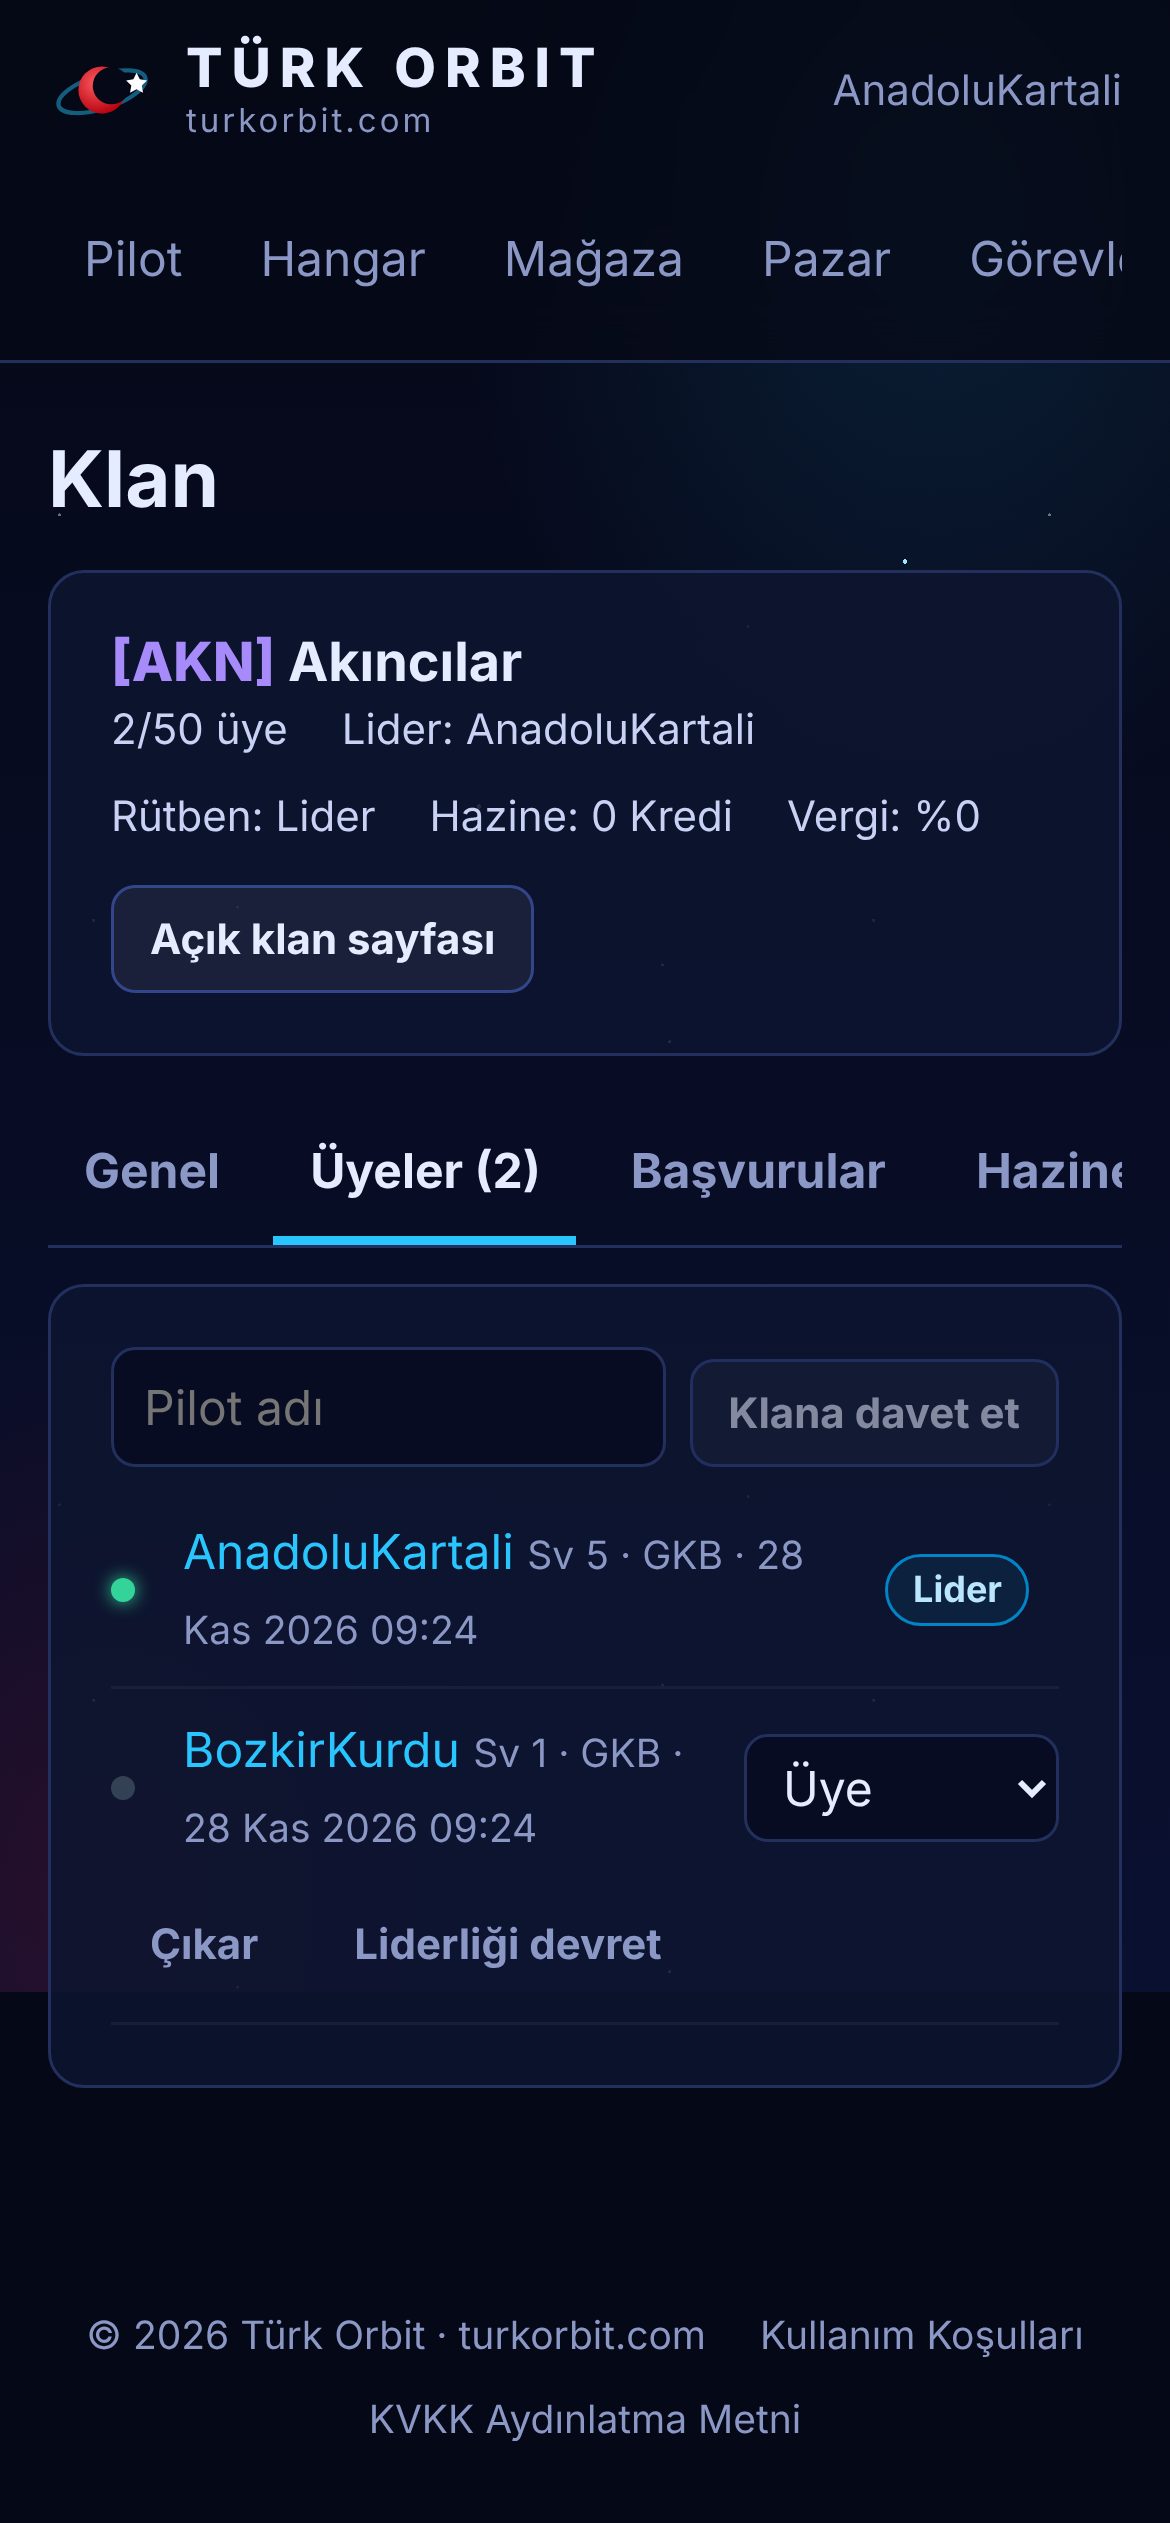 TÜRK ORBIT
turkorbit.com
AnadoluKartali
Pilot Hangar Mağaza Pazar Görevl
Klan
[AKN] Akıncılar
2/50 üye Lider: AnadoluKartali
Rütben: Lider Hazine: 0 Kredi Vergi: %0
Açık klan sayfası
Genel Üyeler (2) Başvurular Hazine
Pilot adı Klana davet et
AnadoluKartali Sv 5 · GKB · 28
Kas 2026 09:24
Lider
BozkirKurdu Sv 1 · GKB ·
28 Kas 2026 09:24
Üye
Çıkar Liderliği devret
© 2026 Türk Orbit · turkorbit.com Kullanım Koşulları
KVKK Aydınlatma Metni